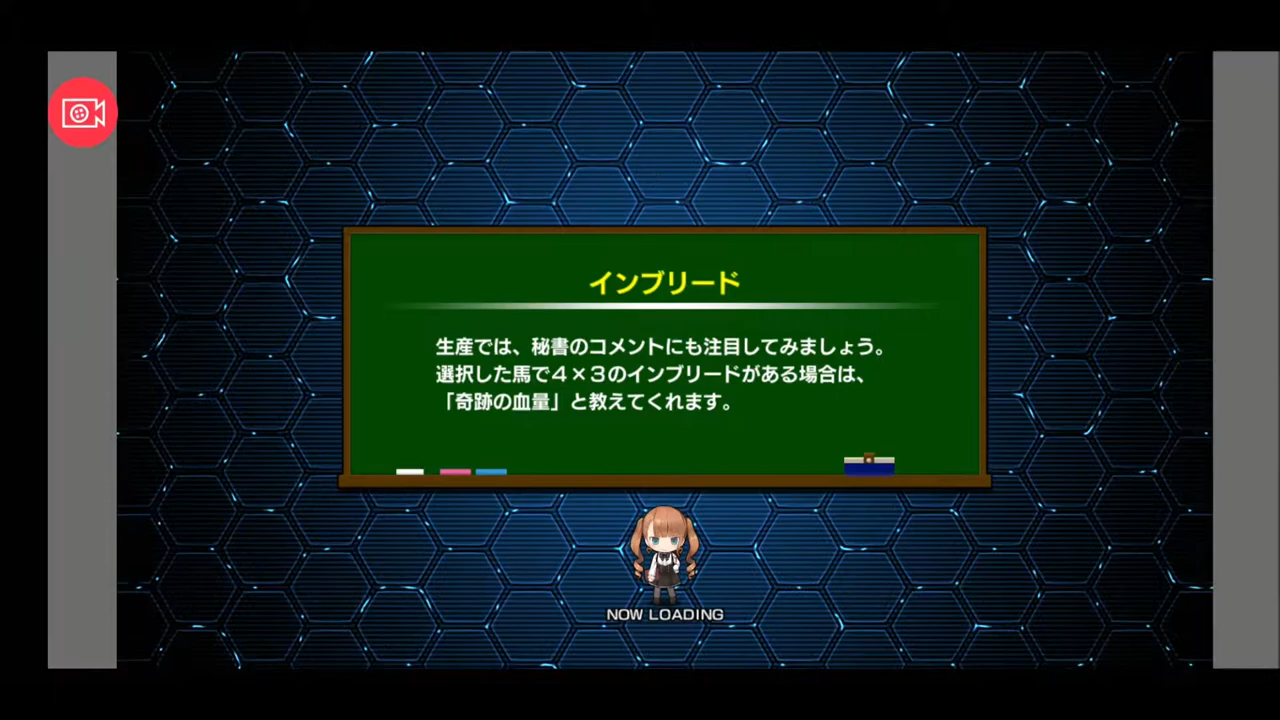 インブリード
生産では、秘書のコメントにも注目してみましょう。
選択した馬で４×３のインブリードがある場合は、
「奇跡の血量」と教えてくれます。
NOW LOADING